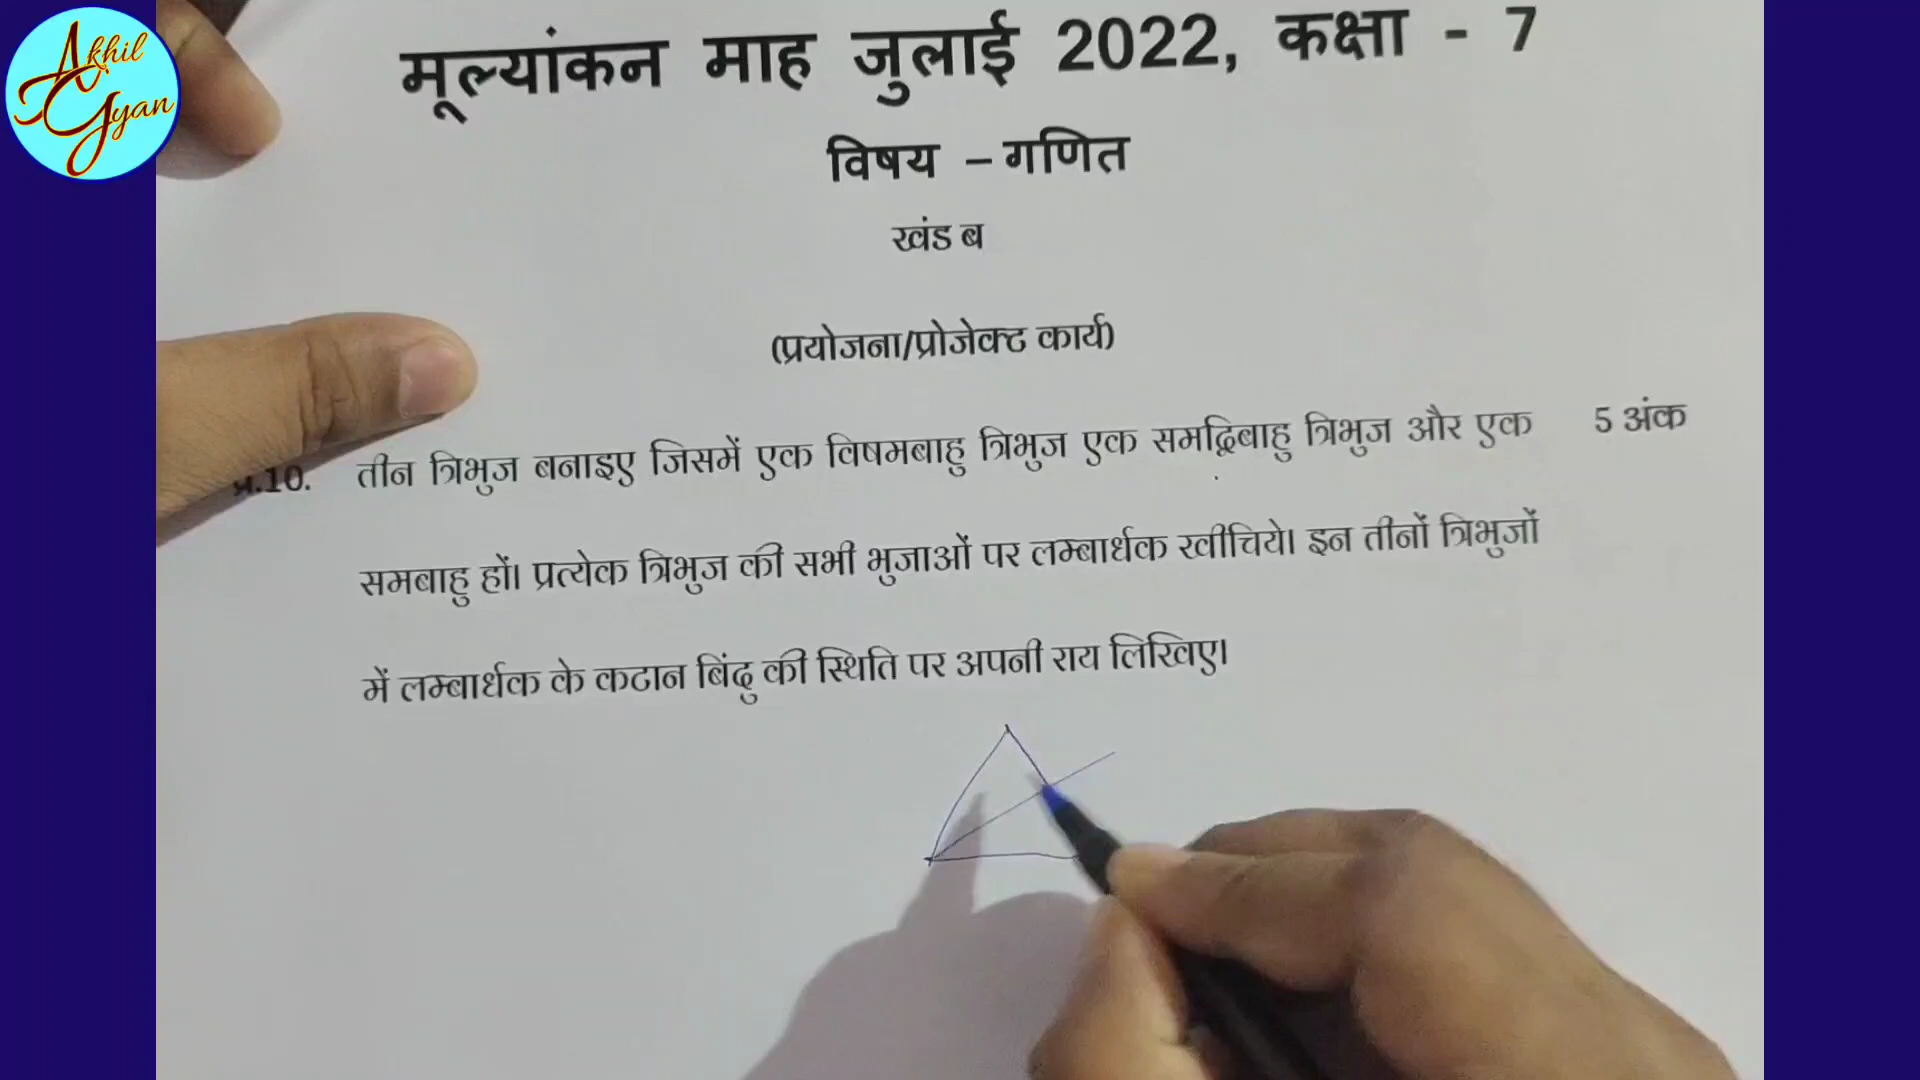 Akhil
Gyan
मूल्यांकन माह जुलाई 2022, कक्षा - 7
विषय – गणित
खंड ब
(प्रयोजना/प्रोजेक्ट कार्य)
प्र.10. तीन त्रिभुज बनाइए जिसमें एक विषमबाहु त्रिभुज एक समद्विबाहु त्रिभुज और एक 5 अंक
समबाहु हों। प्रत्येक त्रिभुज की सभी भुजाओं पर लम्बार्धक खीचिये। इन तीनों त्रिभुजों
में लम्बार्धक के कटान बिंदु की स्थिति पर अपनी राय लिखिए।